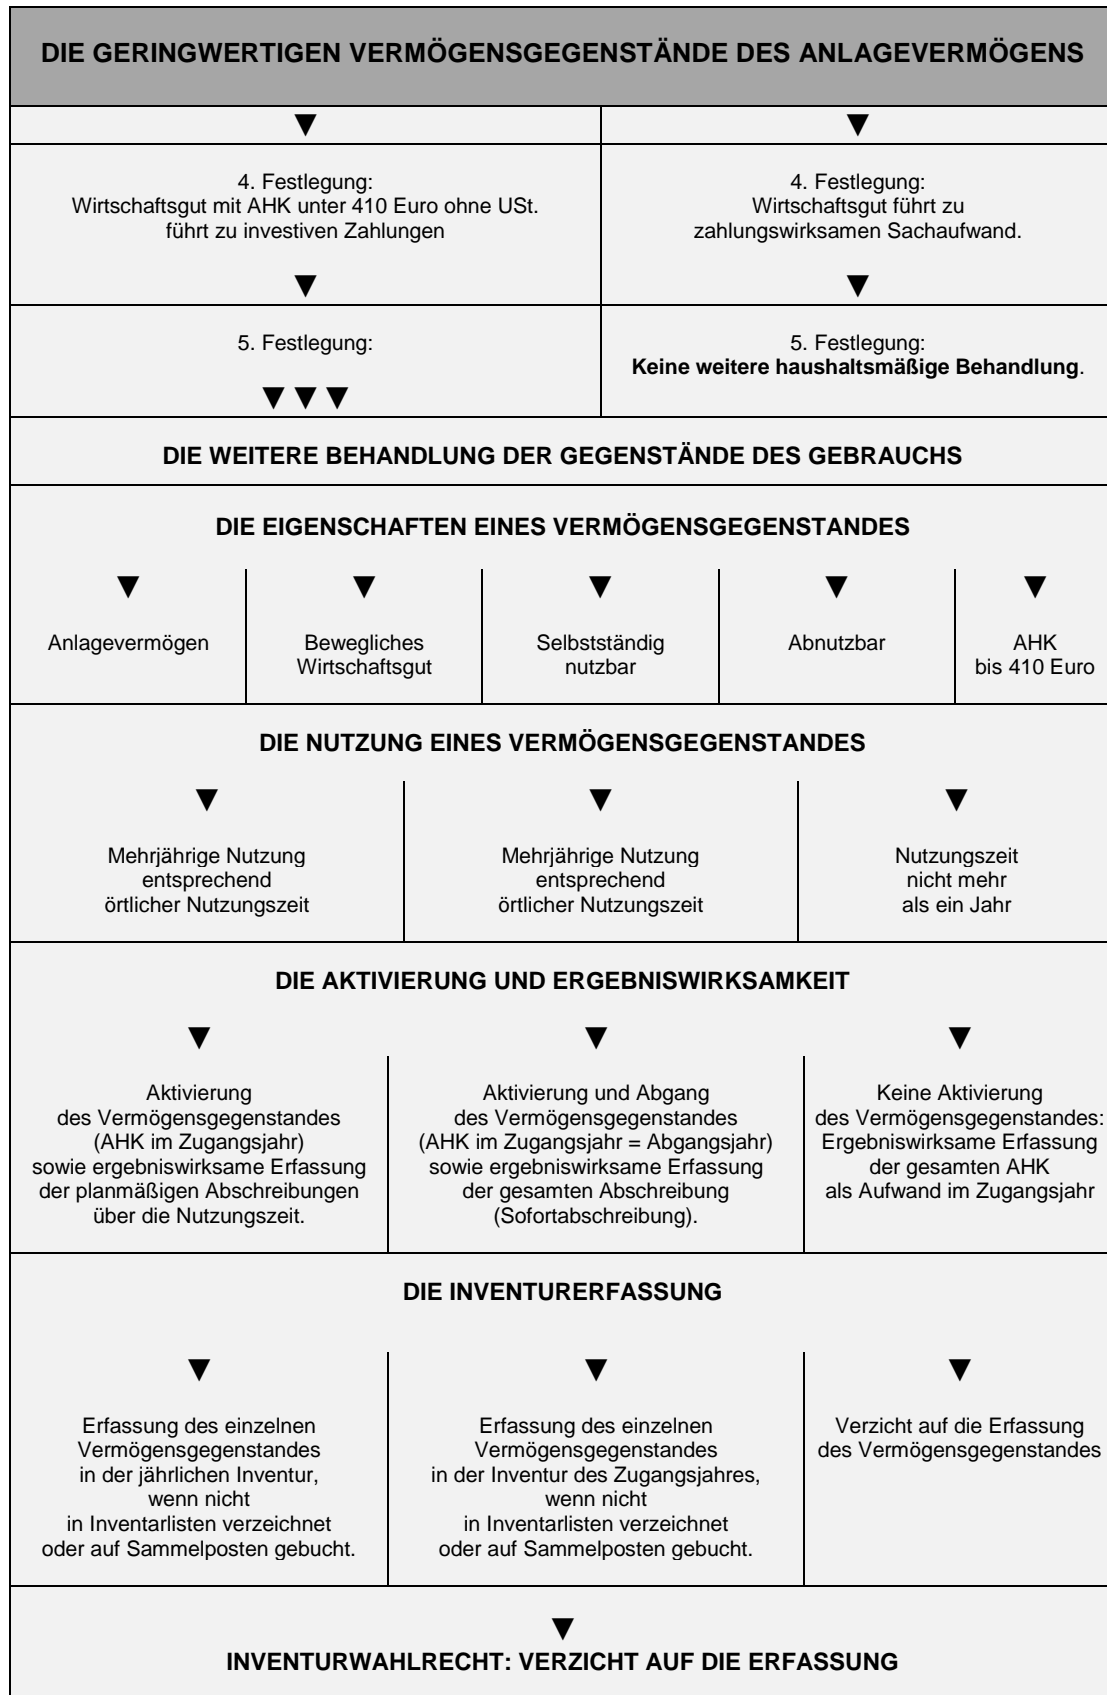 DIE GERINGWERTIGEN VERMÖGENSGEGENSTÄNDE DES ANLAGEVERMÖGENS
4. Festlegung:
Wirtschaftsgut mit AHK unter 410 Euro ohne USt.
führt zu investiven Zahlungen
4. Festlegung:
Wirtschaftsgut führt zu
zahlungswirksamen Sachaufwand.
5. Festlegung:
5. Festlegung:
Keine weitere haushaltsmäßige Behandlung.
DIE WEITERE BEHANDLUNG DER GEGENSTÄNDE DES GEBRAUCHS
DIE EIGENSCHAFTEN EINES VERMÖGENSGEGENSTANDES
Anlagevermögen
Bewegliches
Wirtschaftsgut
Selbstständig
nutzbar
Abnutzbar
AHK
bis 410 Euro
DIE NUTZUNG EINES VERMÖGENSGEGENSTANDES
Mehrjährige Nutzung
entsprechend
örtlicher Nutzungszeit
Mehrjährige Nutzung
entsprechend
örtlicher Nutzungszeit
Nutzungszeit
nicht mehr
als ein Jahr
DIE AKTIVIERUNG UND ERGEBNISWIRKSAMKEIT
Aktivierung
des Vermögensgegenstandes
(AHK im Zugangsjahr)
sowie ergebniswirksame Erfassung
der planmäßigen Abschreibungen
über die Nutzungszeit.
Aktivierung und Abgang
des Vermögensgegenstandes
(AHK im Zugangsjahr = Abgangsjahr)
sowie ergebniswirksame Erfassung
der gesamten Abschreibung
(Sofortabschreibung).
Keine Aktivierung
des Vermögensgegenstandes:
Ergebniswirksame Erfassung
der gesamten AHK
als Aufwand im Zugangsjahr
DIE INVENTURERFASSUNG
Erfassung des einzelnen
Vermögensgegenstandes
in der jährlichen Inventur,
wenn nicht
in Inventarlisten verzeichnet
oder auf Sammelposten gebucht.
Erfassung des einzelnen
Vermögensgegenstandes
in der Inventur des Zugangsjahres,
wenn nicht
in Inventarlisten verzeichnet
oder auf Sammelposten gebucht.
Verzicht auf die Erfassung
des Vermögensgegenstandes
INVENTURWAHLRECHT: VERZICHT AUF DIE ERFASSUNG